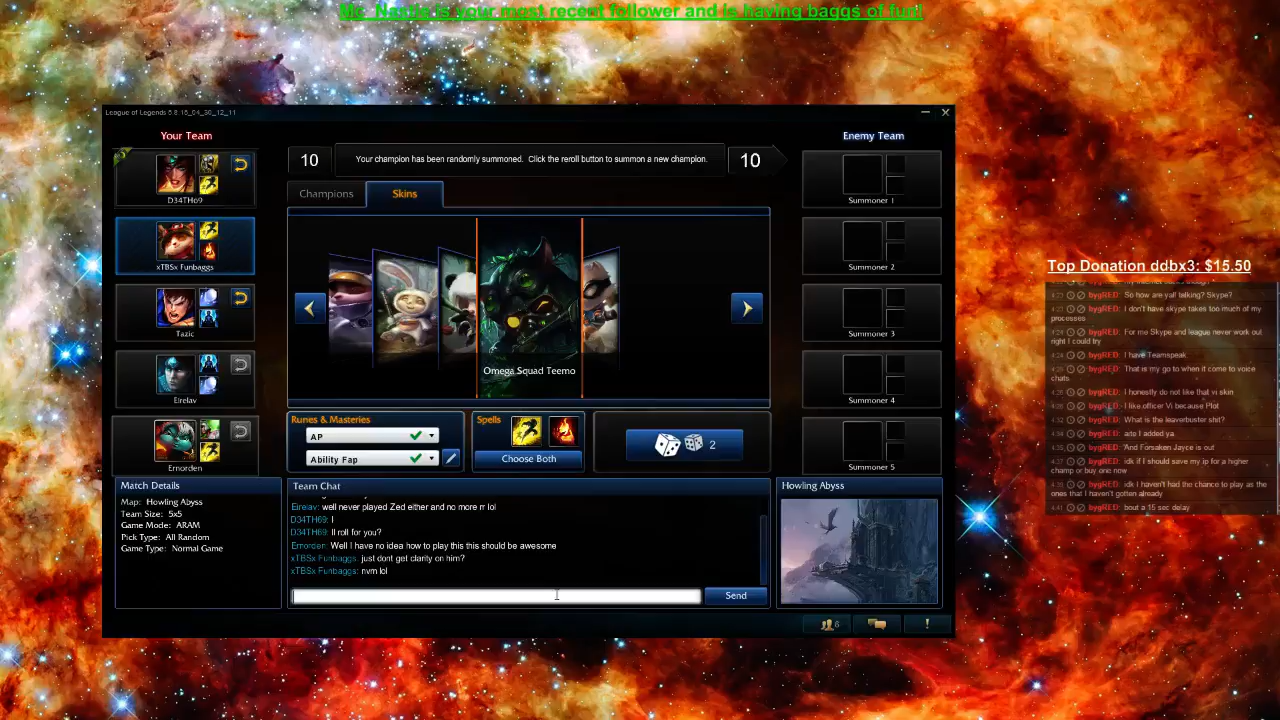 Mc_Nastie is your most recent follower and is having baggs of fun!
Your Team
10
Your champion has been randomly summoned. Click the reroll button to summon a new champion.
10
Enemy Team
Champions
Skins
D34TH69
xTBSx Funbaggs
Tazic
Eirelav
Ernorden
Omega Squad Teemo
Summoner 1
Summoner 2
Summoner 3
Summoner 4
Summoner 5
Runes & Masteries
AP
Ability Fap
Spells
Choose Both
2
Match Details
Map: Howling Abyss
Team Size: 5x5
Game Mode: ARAM
Pick Type: All Random
Game Type: Normal Game
Team Chat
Eirelav: well never played Zed either and no more rr lol
D34TH69: I
D34TH69: ll roll for you?
Ernorden: Well I have no idea how to play this this should be awesome
xTBSx Funbaggs: just dont get clarity on him?
xTBSx Funbaggs: nvm lol
Send
Howling Abyss
6
Top Donation ddbx3: $15.50
bygRED: So how are yall talking? Skype?
bygRED: I don't have skype takes too much of my
processes
bygRED: For me Skype and league never work out
right I could try
bygRED: I have Teamspeak
bygRED: That is my go to when it come to voice
chats
bygRED: I honestly do not like that vi skin
bygRED: I like officer Vi because Plot
bygRED: What is the leaverbuster shit?
bygRED: aite I added ya
bygRED: And Forsaken Jayce is out
bygRED: idk if I should save my ip for a higher
champ or buy one now
bygRED: idk I haven't had the chance to play as the
ones that I haven't gotten already
4:41 bygRED: bout a 15 sec delay